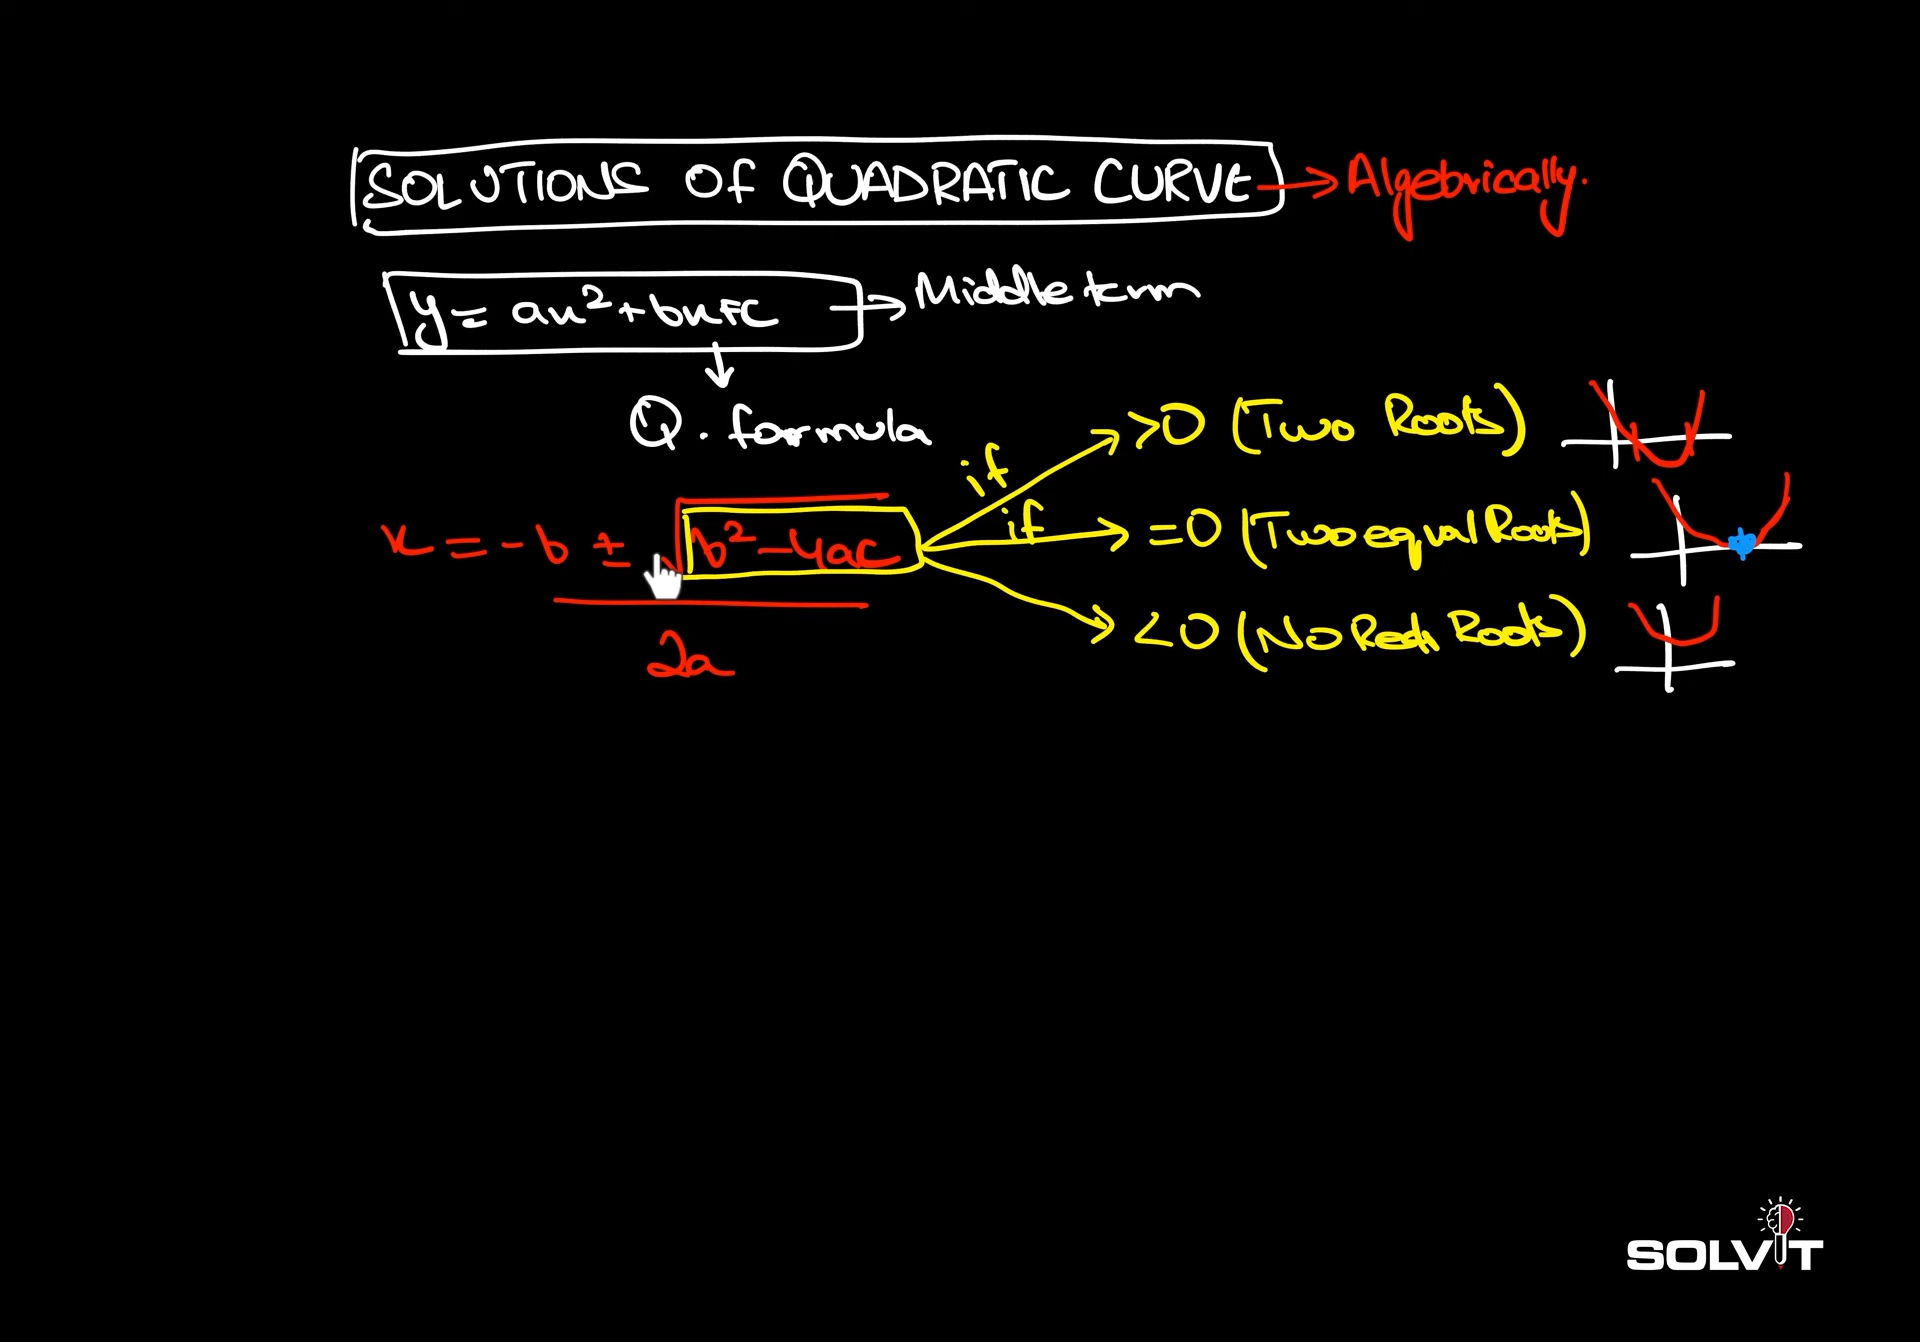 SOLUTIONS OF QUADRATIC CURVE → Algebrically.
y = ax²+bx+c → Middle term
Q. formula
if >0 (Two Roots)
x = -b ± √b²-4ac if =0 (Two equal Roots)
2a
<0 (No Real Roots)
SOLVIT